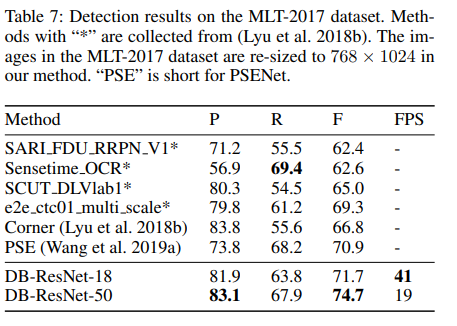 Table 7: Detection results on the MLT-2017 dataset. Meth-
ods with “*” are collected from (Lyu et al. 2018b). The im-
ages in the MLT-2017 dataset are re-sized to 768 × 1024 in
our method. “PSE” is short for PSENet.
Method P R F FPS
SARI_FDU_RRPN_V1* 71.2 55.5 62.4 -
Sensetime_OCR* 56.9 69.4 62.6 -
SCUT_DLVlab1* 80.3 54.5 65.0 -
e2e_ctc01_multi_scale* 79.8 61.2 69.3 -
Corner (Lyu et al. 2018b) 83.8 55.6 66.8 -
PSE (Wang et al. 2019a) 73.8 68.2 70.9 -
DB-ResNet-18 81.9 63.8 71.7 41
DB-ResNet-50 83.1 67.9 74.7 19